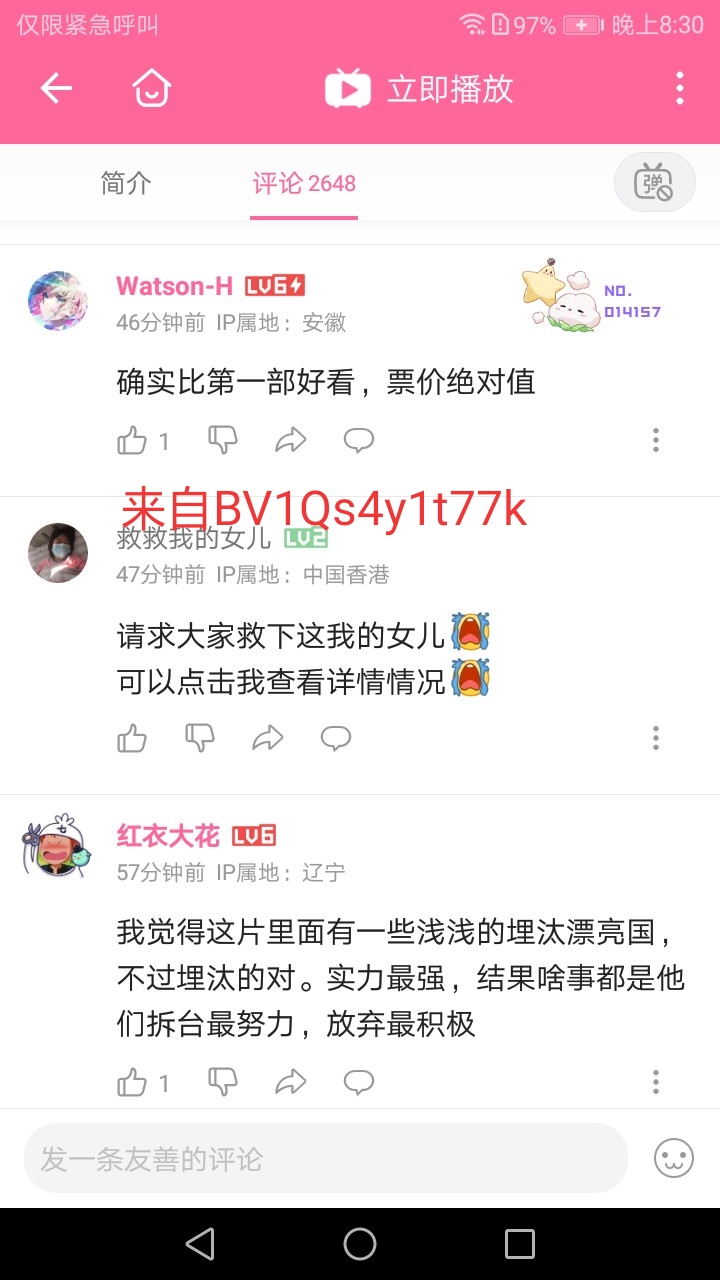 仅限紧急呼叫
97%
晚上8:30
立即播放
简介
评论 2648
弹
Watson-H LV6
46分钟前 IP属地：安徽
NO.
014157
确实比第一部好看，票价绝对值
1
来自BV1Qs4y1t77k
救救我的女儿 LV2
47分钟前 IP属地：中国香港
请求大家救下这我的女儿
可以点击我查看详情情况
红衣大花 LV6
57分钟前 IP属地：辽宁
我觉得这片里面有一些浅浅的埋汰漂亮国，
不过埋汰的对。实力最强，结果啥事都是他
们拆台最努力，放弃最积极
1
发一条友善的评论